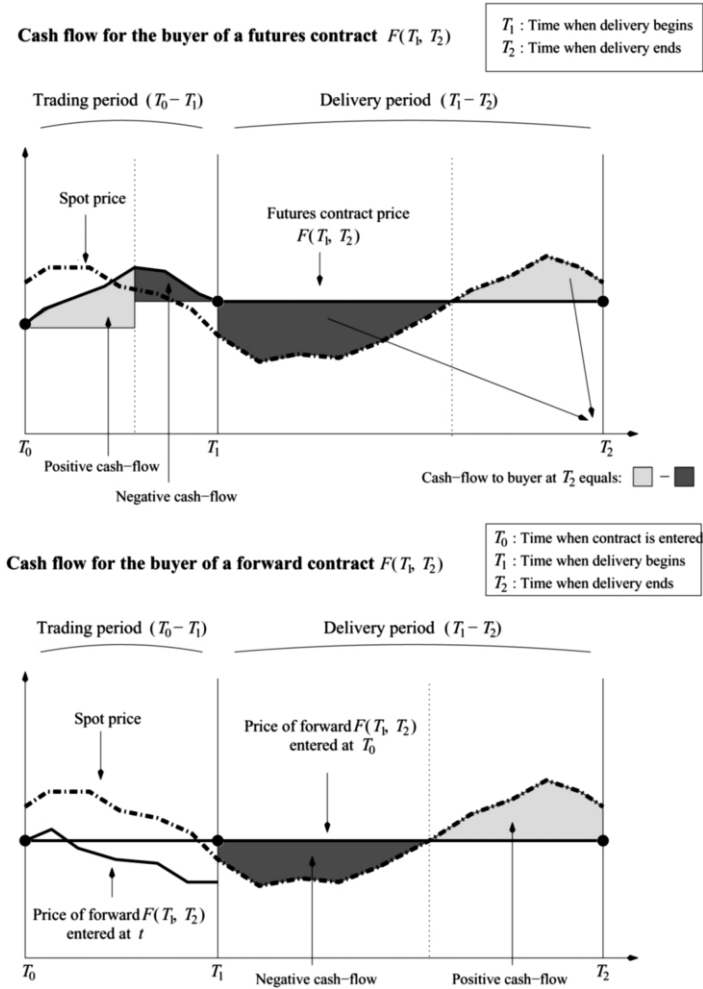 Cash flow for the buyer of a futures contract F(T₁, T₂)
T₁ : Time when delivery begins
T₂ : Time when delivery ends
Trading period (T₀ − T₁)
Delivery period (T₁ − T₂)
Spot price
Futures contract price
F(T₁, T₂)
T₀
T₁
T₂
Positive cash−flow
Negative cash−flow
Cash−flow to buyer at T₂ equals: −
Cash flow for the buyer of a forward contract F(T₁, T₂)
T₀ : Time when contract is entered
T₁ : Time when delivery begins
T₂ : Time when delivery ends
Trading period (T₀ − T₁)
Delivery period (T₁ − T₂)
Spot price
Price of forward F(T₁, T₂)
entered at T₀
Price of forward F(T₁, T₂)
entered at t
T₀
T₁
T₂
Negative cash−flow
Positive cash−flow